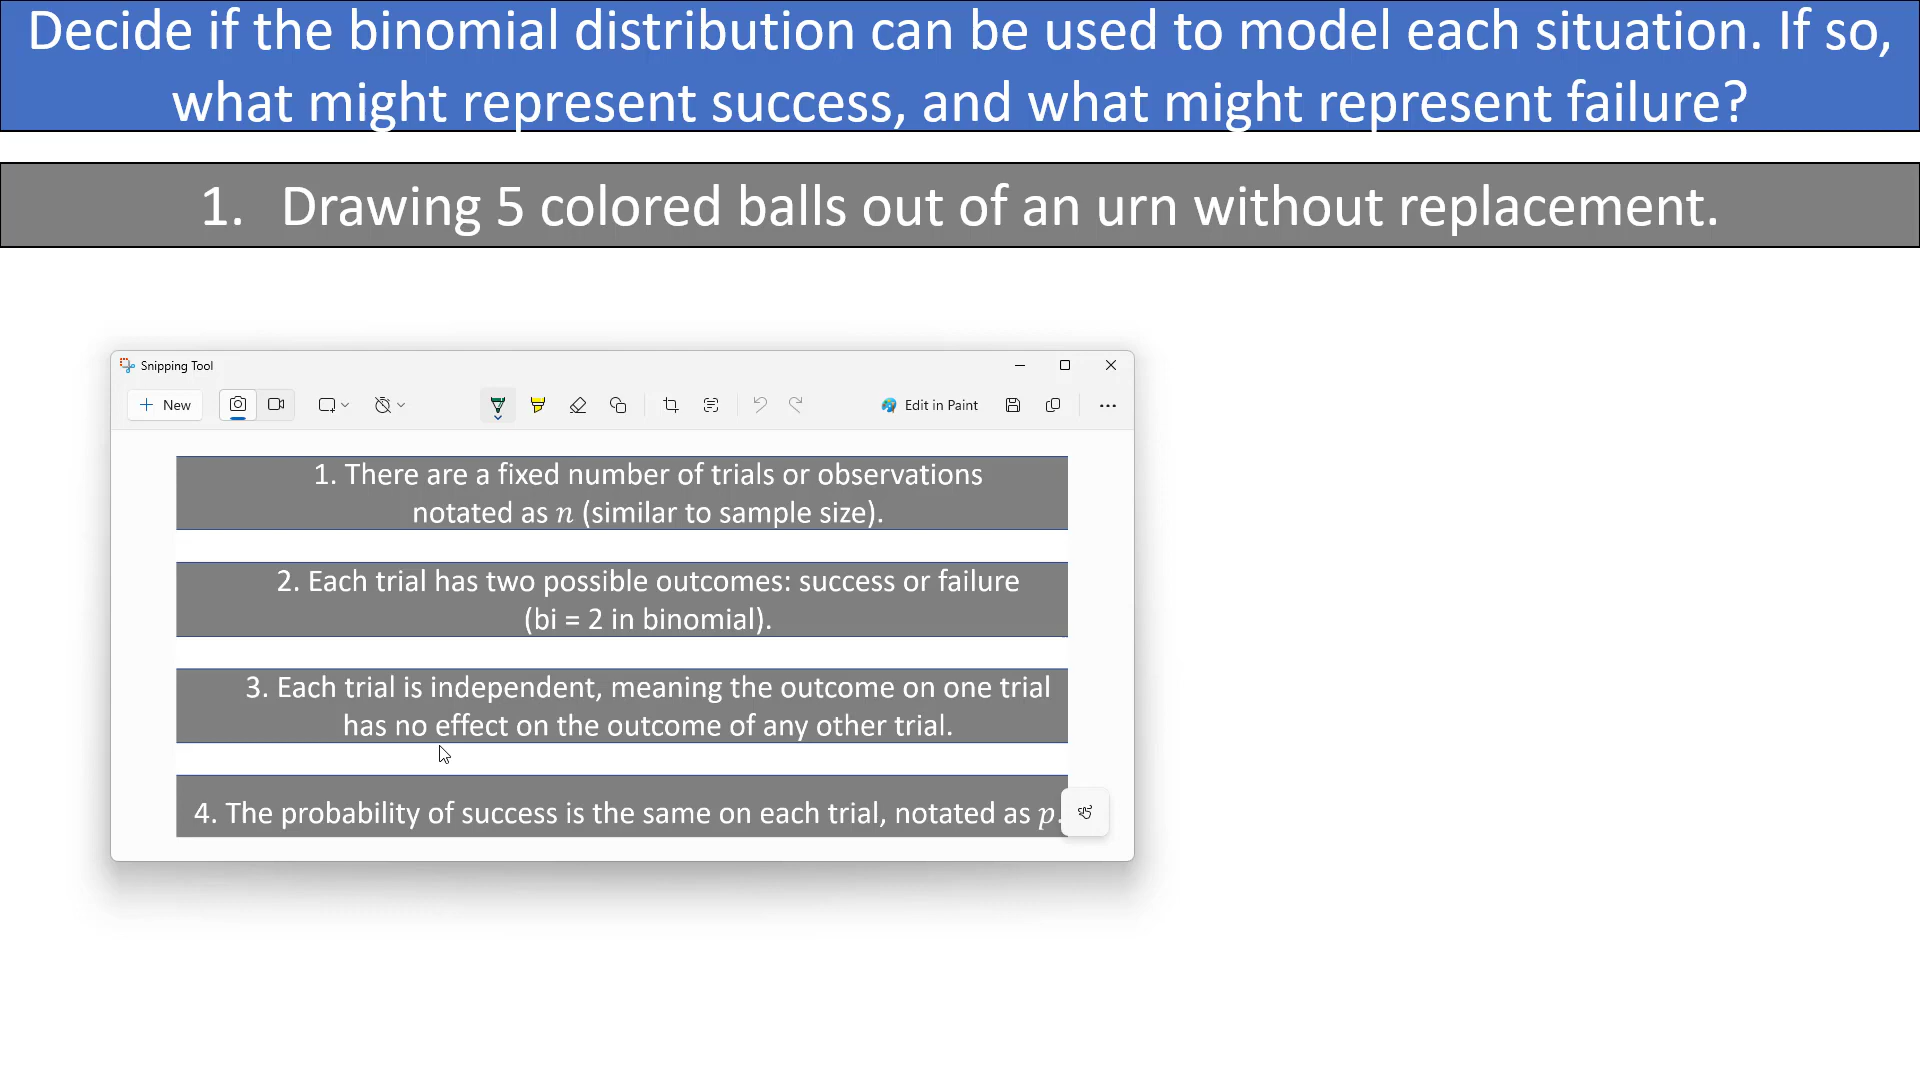 Decide if the binomial distribution can be used to model each situation. If so,
what might represent success, and what might represent failure?
1. Drawing 5 colored balls out of an urn without replacement.
Snipping Tool
New
Edit in Paint
1. There are a fixed number of trials or observations
notated as n (similar to sample size).
2. Each trial has two possible outcomes: success or failure
(bi = 2 in binomial).
3. Each trial is independent, meaning the outcome on one trial
has no effect on the outcome of any other trial.
4. The probability of success is the same on each trial, notated as p.